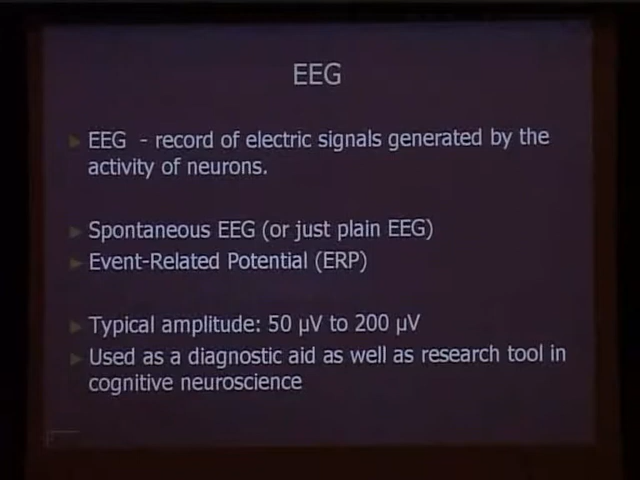 EEG
EEG - record of electric signals generated by the
activity of neurons.
Spontaneous EEG (or just plain EEG)
Event-Related Potential (ERP)
Typical amplitude: 50 µV to 200 µV
Used as a diagnostic aid as well as research tool in
cognitive neuroscience